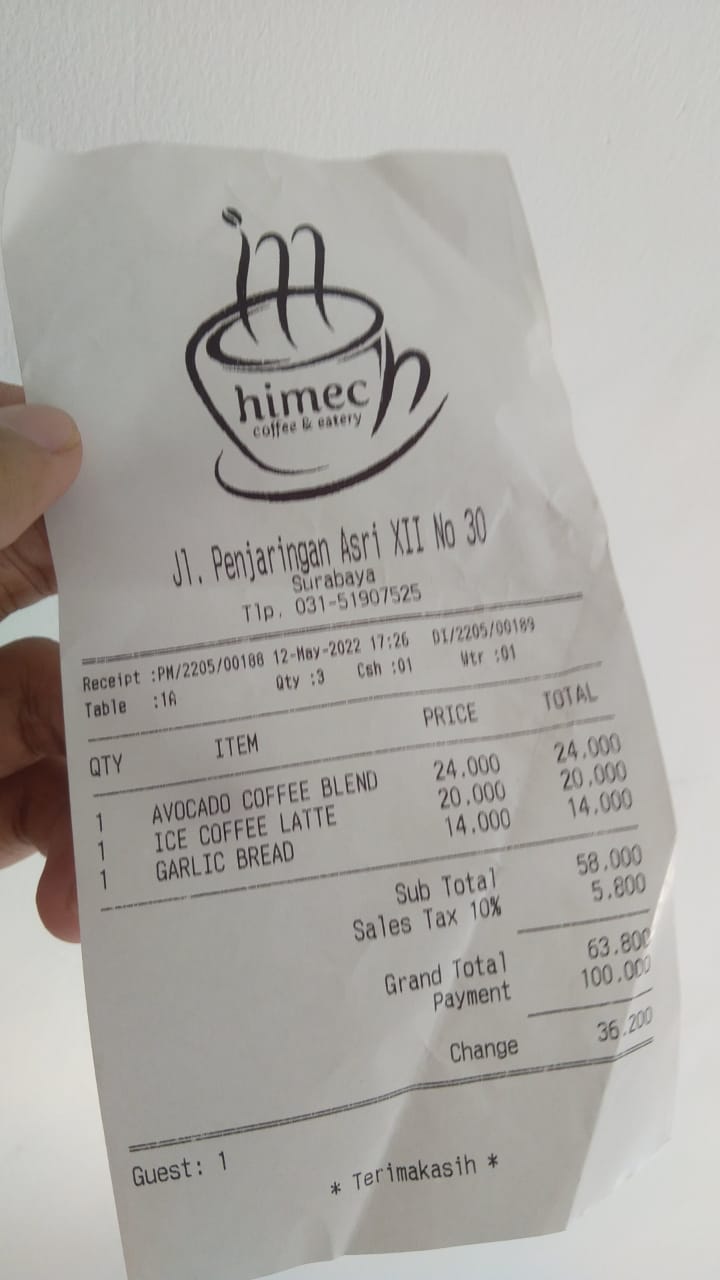 himech
coffee & eatery
Jl. Penjaringan Asri XII No 30
Surabaya
Tlp. 031-51907525
Receipt :PM/2205/00188 12-May-2022 17:26 DI/2205/00189
Table :1A Qty :3 Csh :01 Wtr :01
QTY ITEM PRICE TOTAL
1 AVOCADO COFFEE BLEND 24.000 24.000
1 ICE COFFEE LATTE 20.000 20.000
1 GARLIC BREAD 14.000 14.000
Sub Total 58.000
Sales Tax 10% 5.800
Grand Total 63.800
Payment 100.000
Change 36.200
Guest: 1
* Terimakasih *